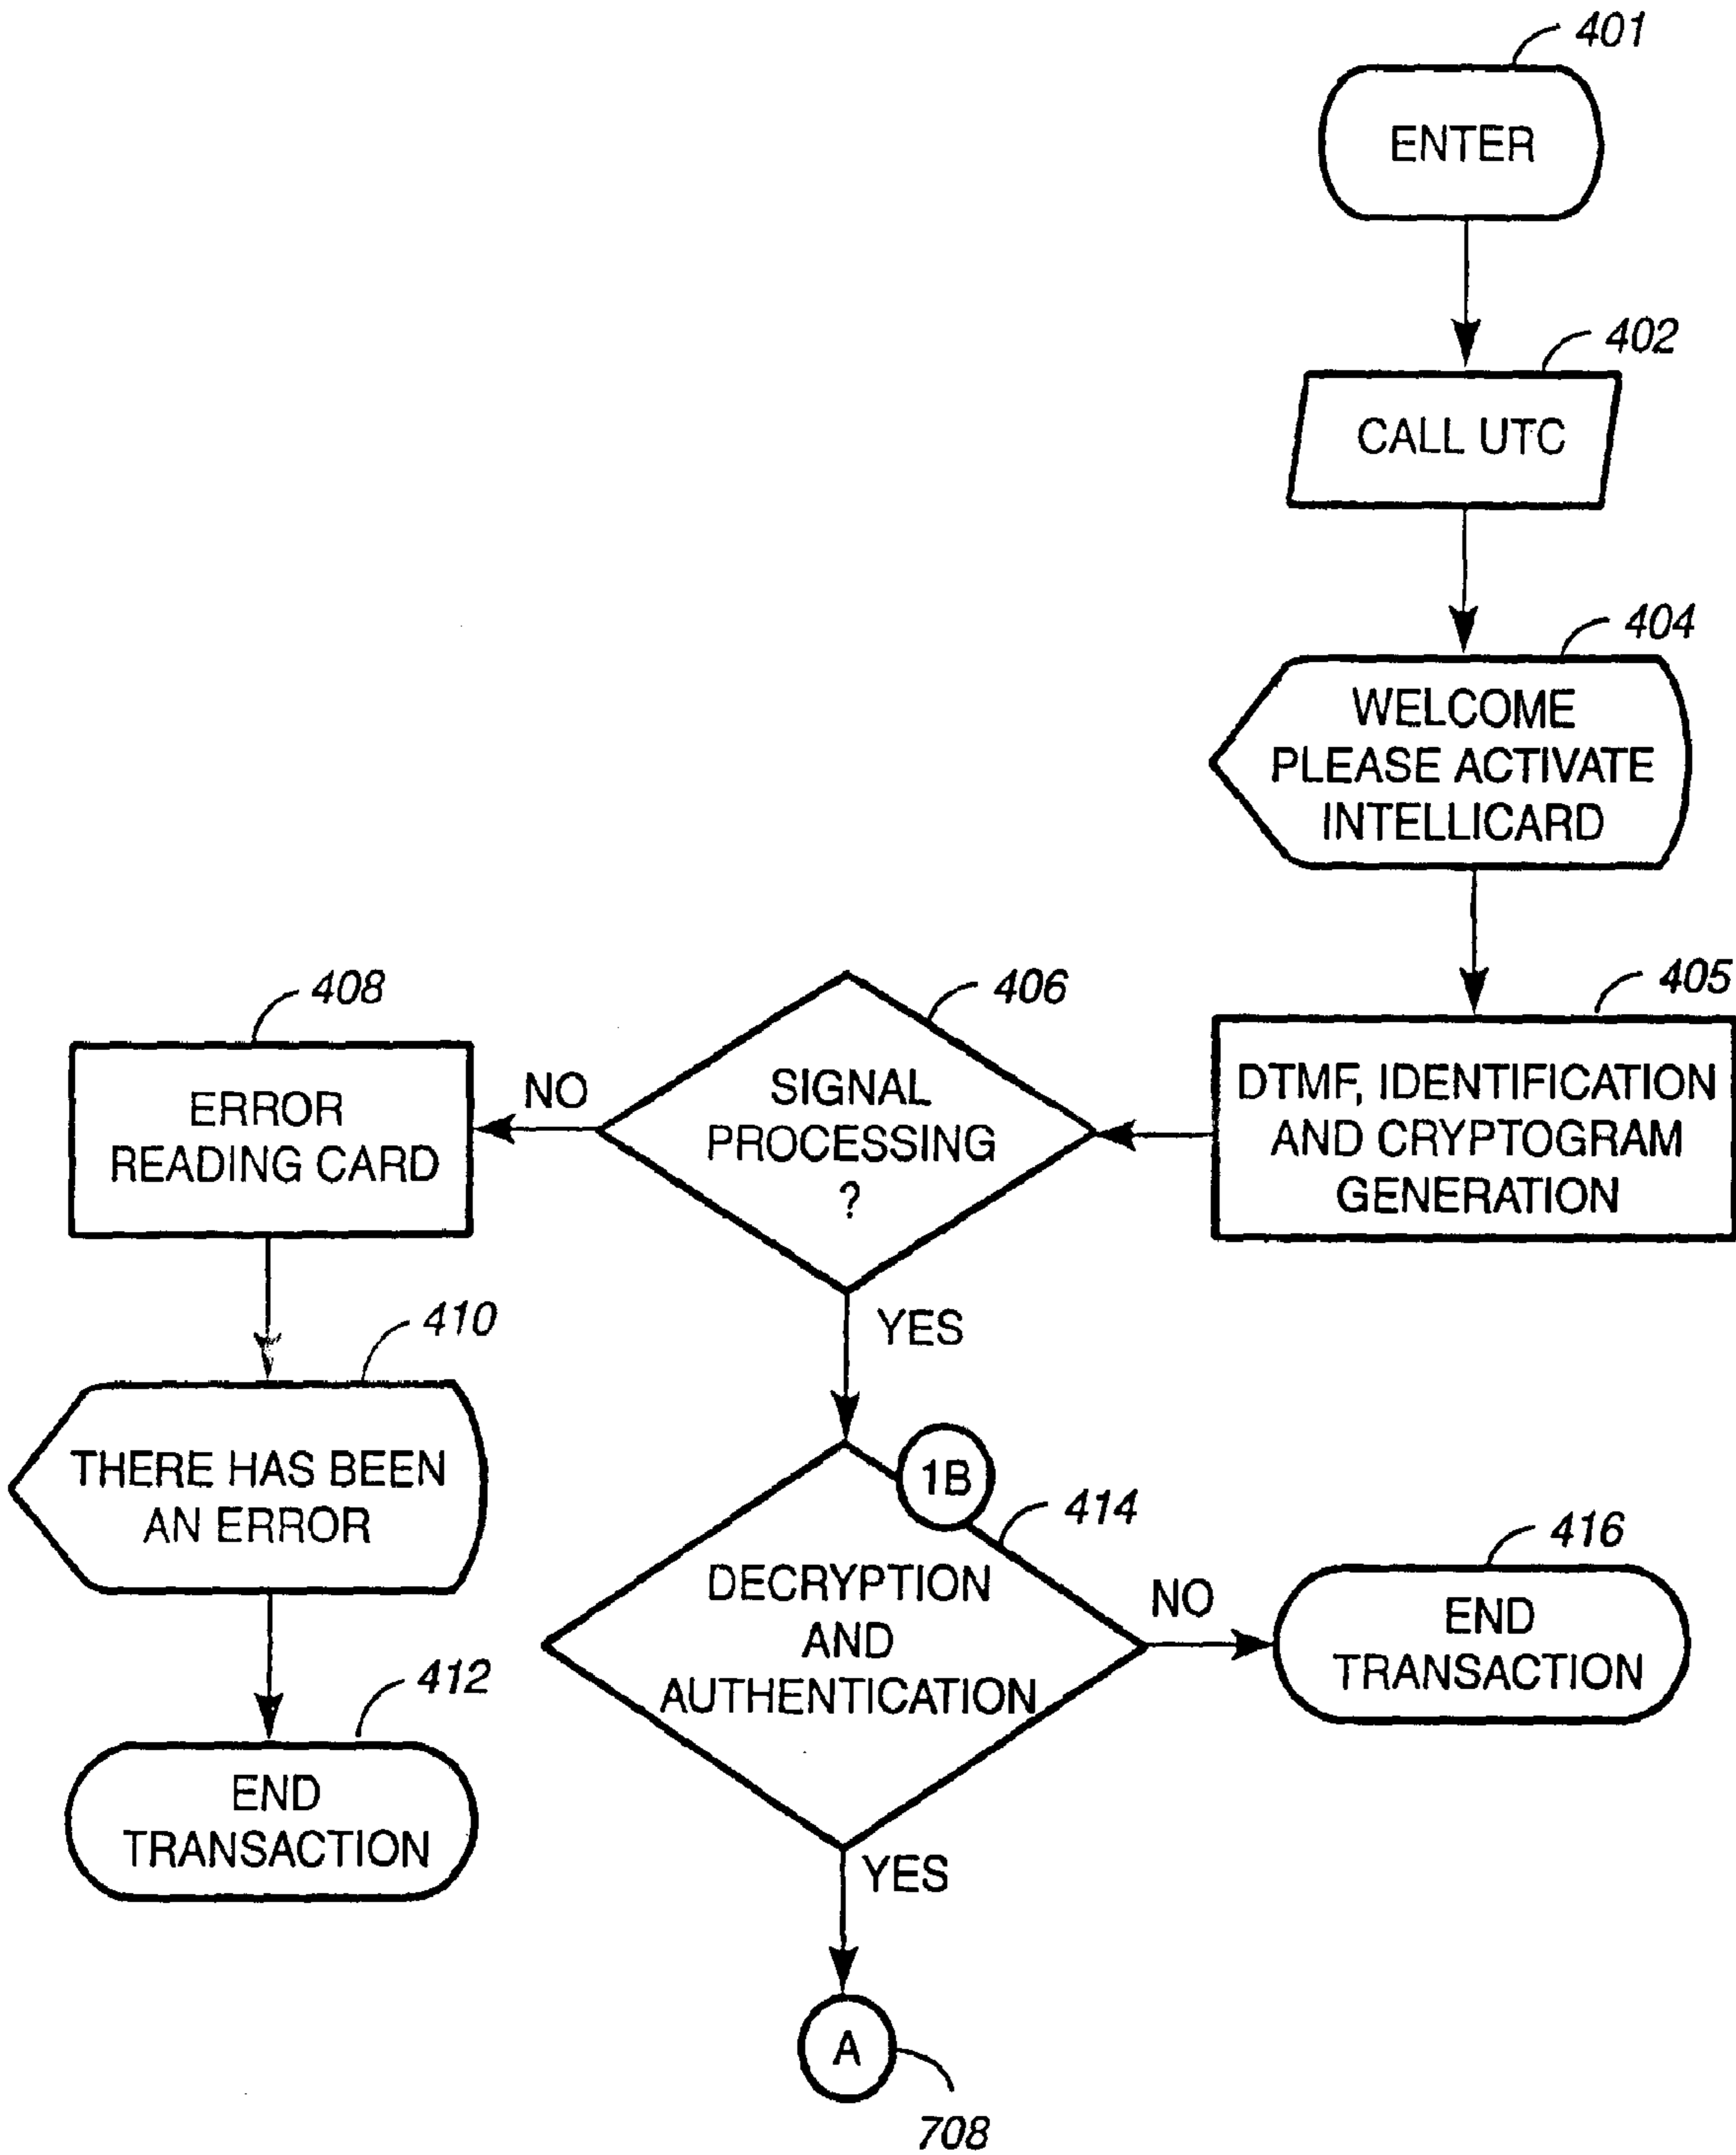 401
ENTER
402
CALL UTC
404
WELCOME
PLEASE ACTIVATE
INTELLICARD
405
DTMF, IDENTIFICATION
AND CRYPTOGRAM
GENERATION
406
SIGNAL
PROCESSING
?
NO
408
ERROR
READING CARD
410
THERE HAS BEEN
AN ERROR
412
END
TRANSACTION
YES
1B
414
DECRYPTION
AND
AUTHENTICATION
NO
416
END
TRANSACTION
YES
A
708